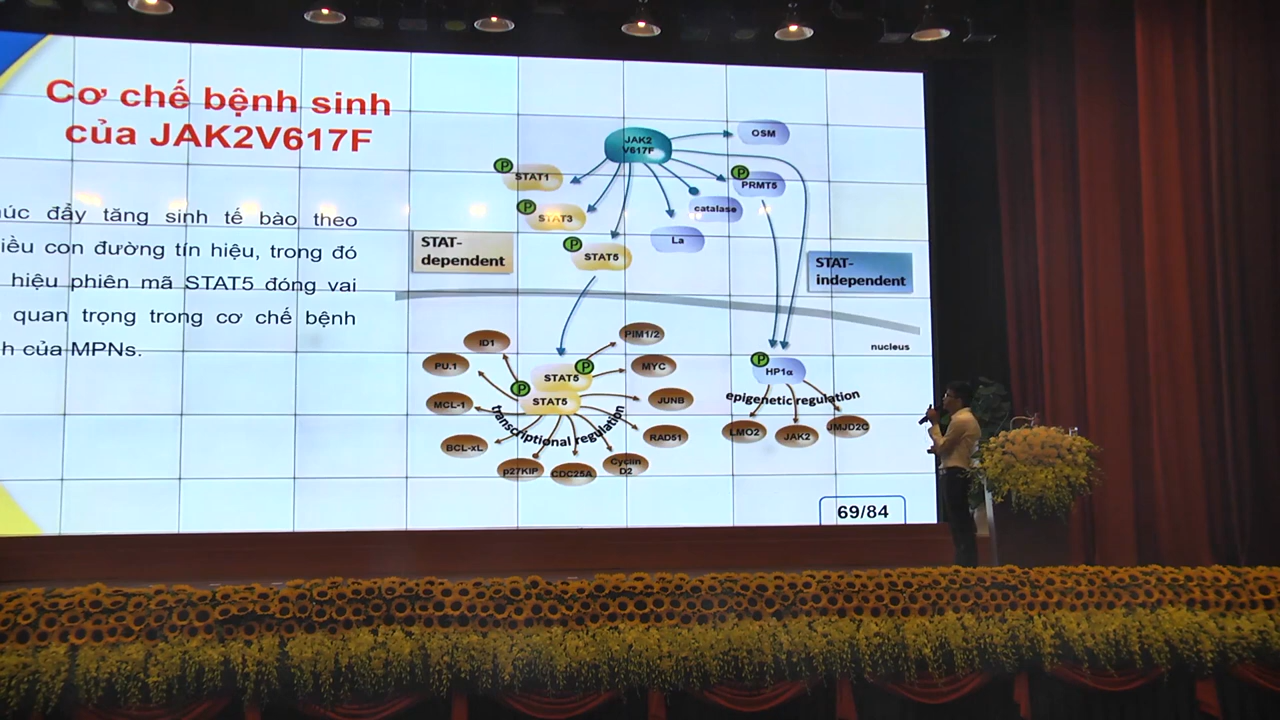 Cơ chế bệnh sinh
của JAK2V617F
đẩy tăng sinh tế bào theo
con đường tín hiệu, trong đó
hiệu phiên mã STAT5 đóng vai
quan trọng trong cơ chế bệnh
của MPNs.
JAK2
V617F
OSM
P
STAT1
P
PRMT5
P
STAT3
catalase
La
P
STAT5
STAT-
dependent
STAT-
independent
nucleus
ID1
PIM1/2
PU.1
MYC
MCL-1
JUNB
BCL-xL
RAD51
p27KIP
CDC25A
Cyclin
D2
P
STAT5
P
STAT5
transcriptional regulation
P
HP1α
epigenetic regulation
LMO2
JAK2
JMJD2C
69/84